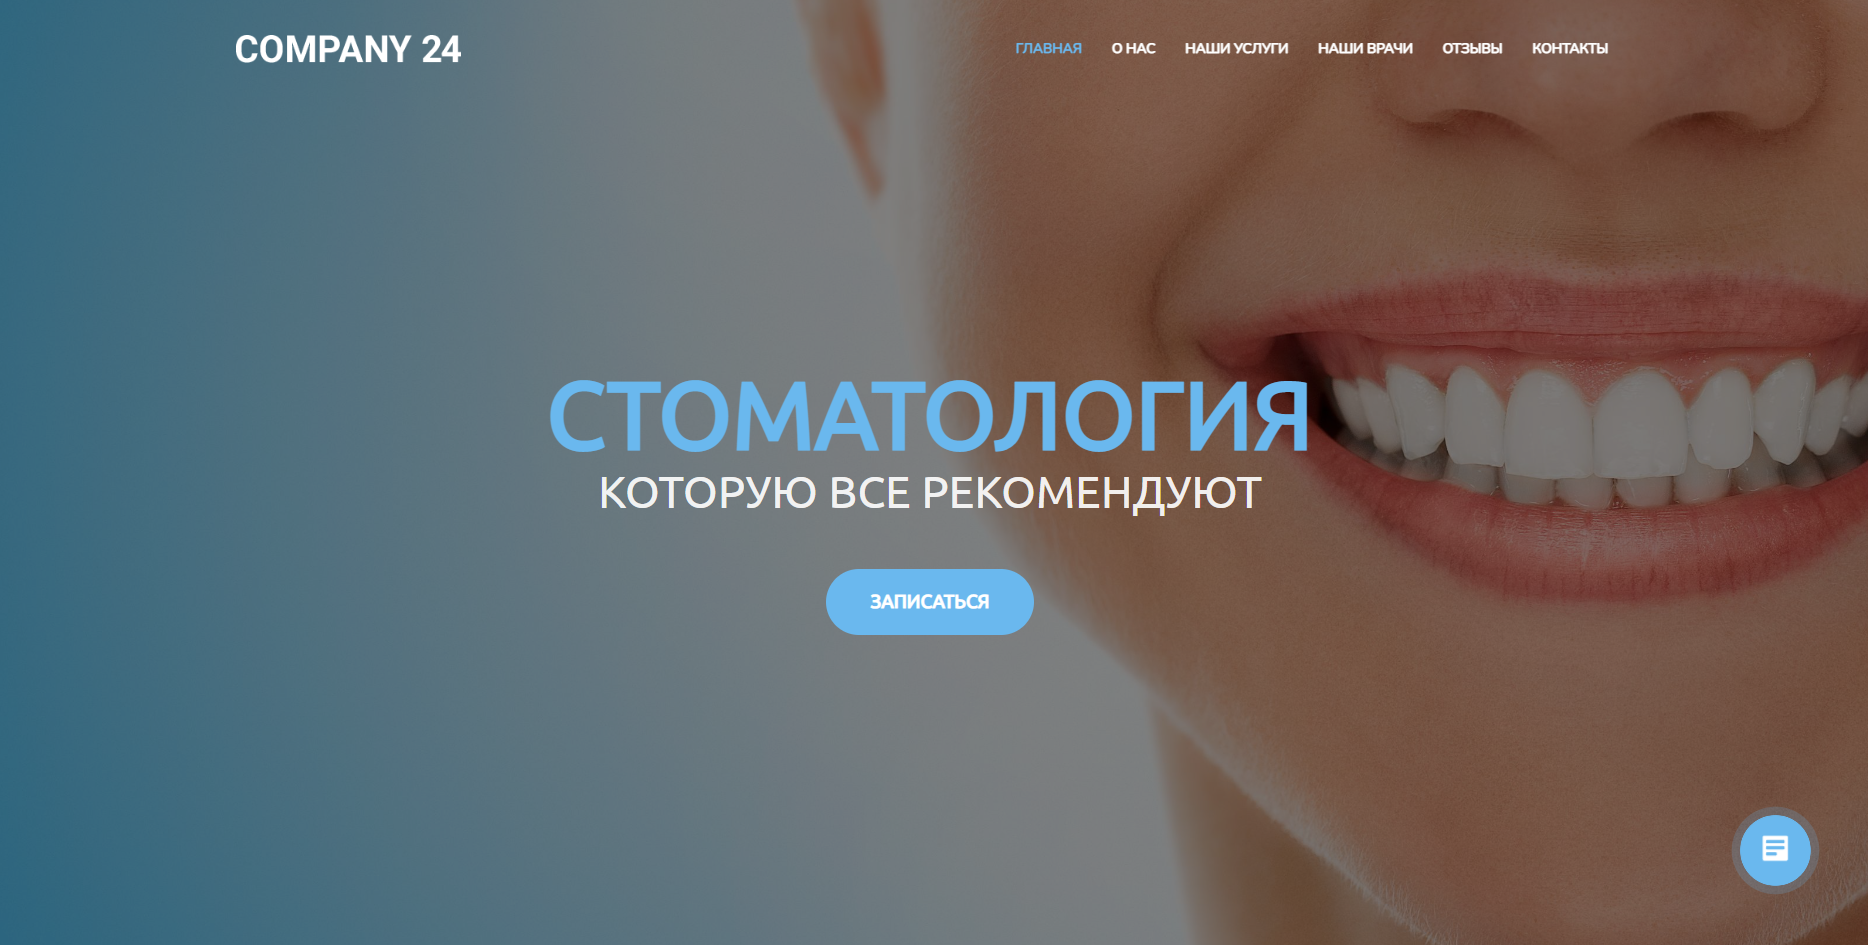 COMPANY 24
ГЛАВНАЯ О НАС НАШИ УСЛУГИ НАШИ ВРАЧИ ОТЗЫВЫ КОНТАКТЫ
СТОМАТОЛОГИЯ
КОТОРУЮ ВСЕ РЕКОМЕНДУЮТ
ЗАПИСАТЬСЯ